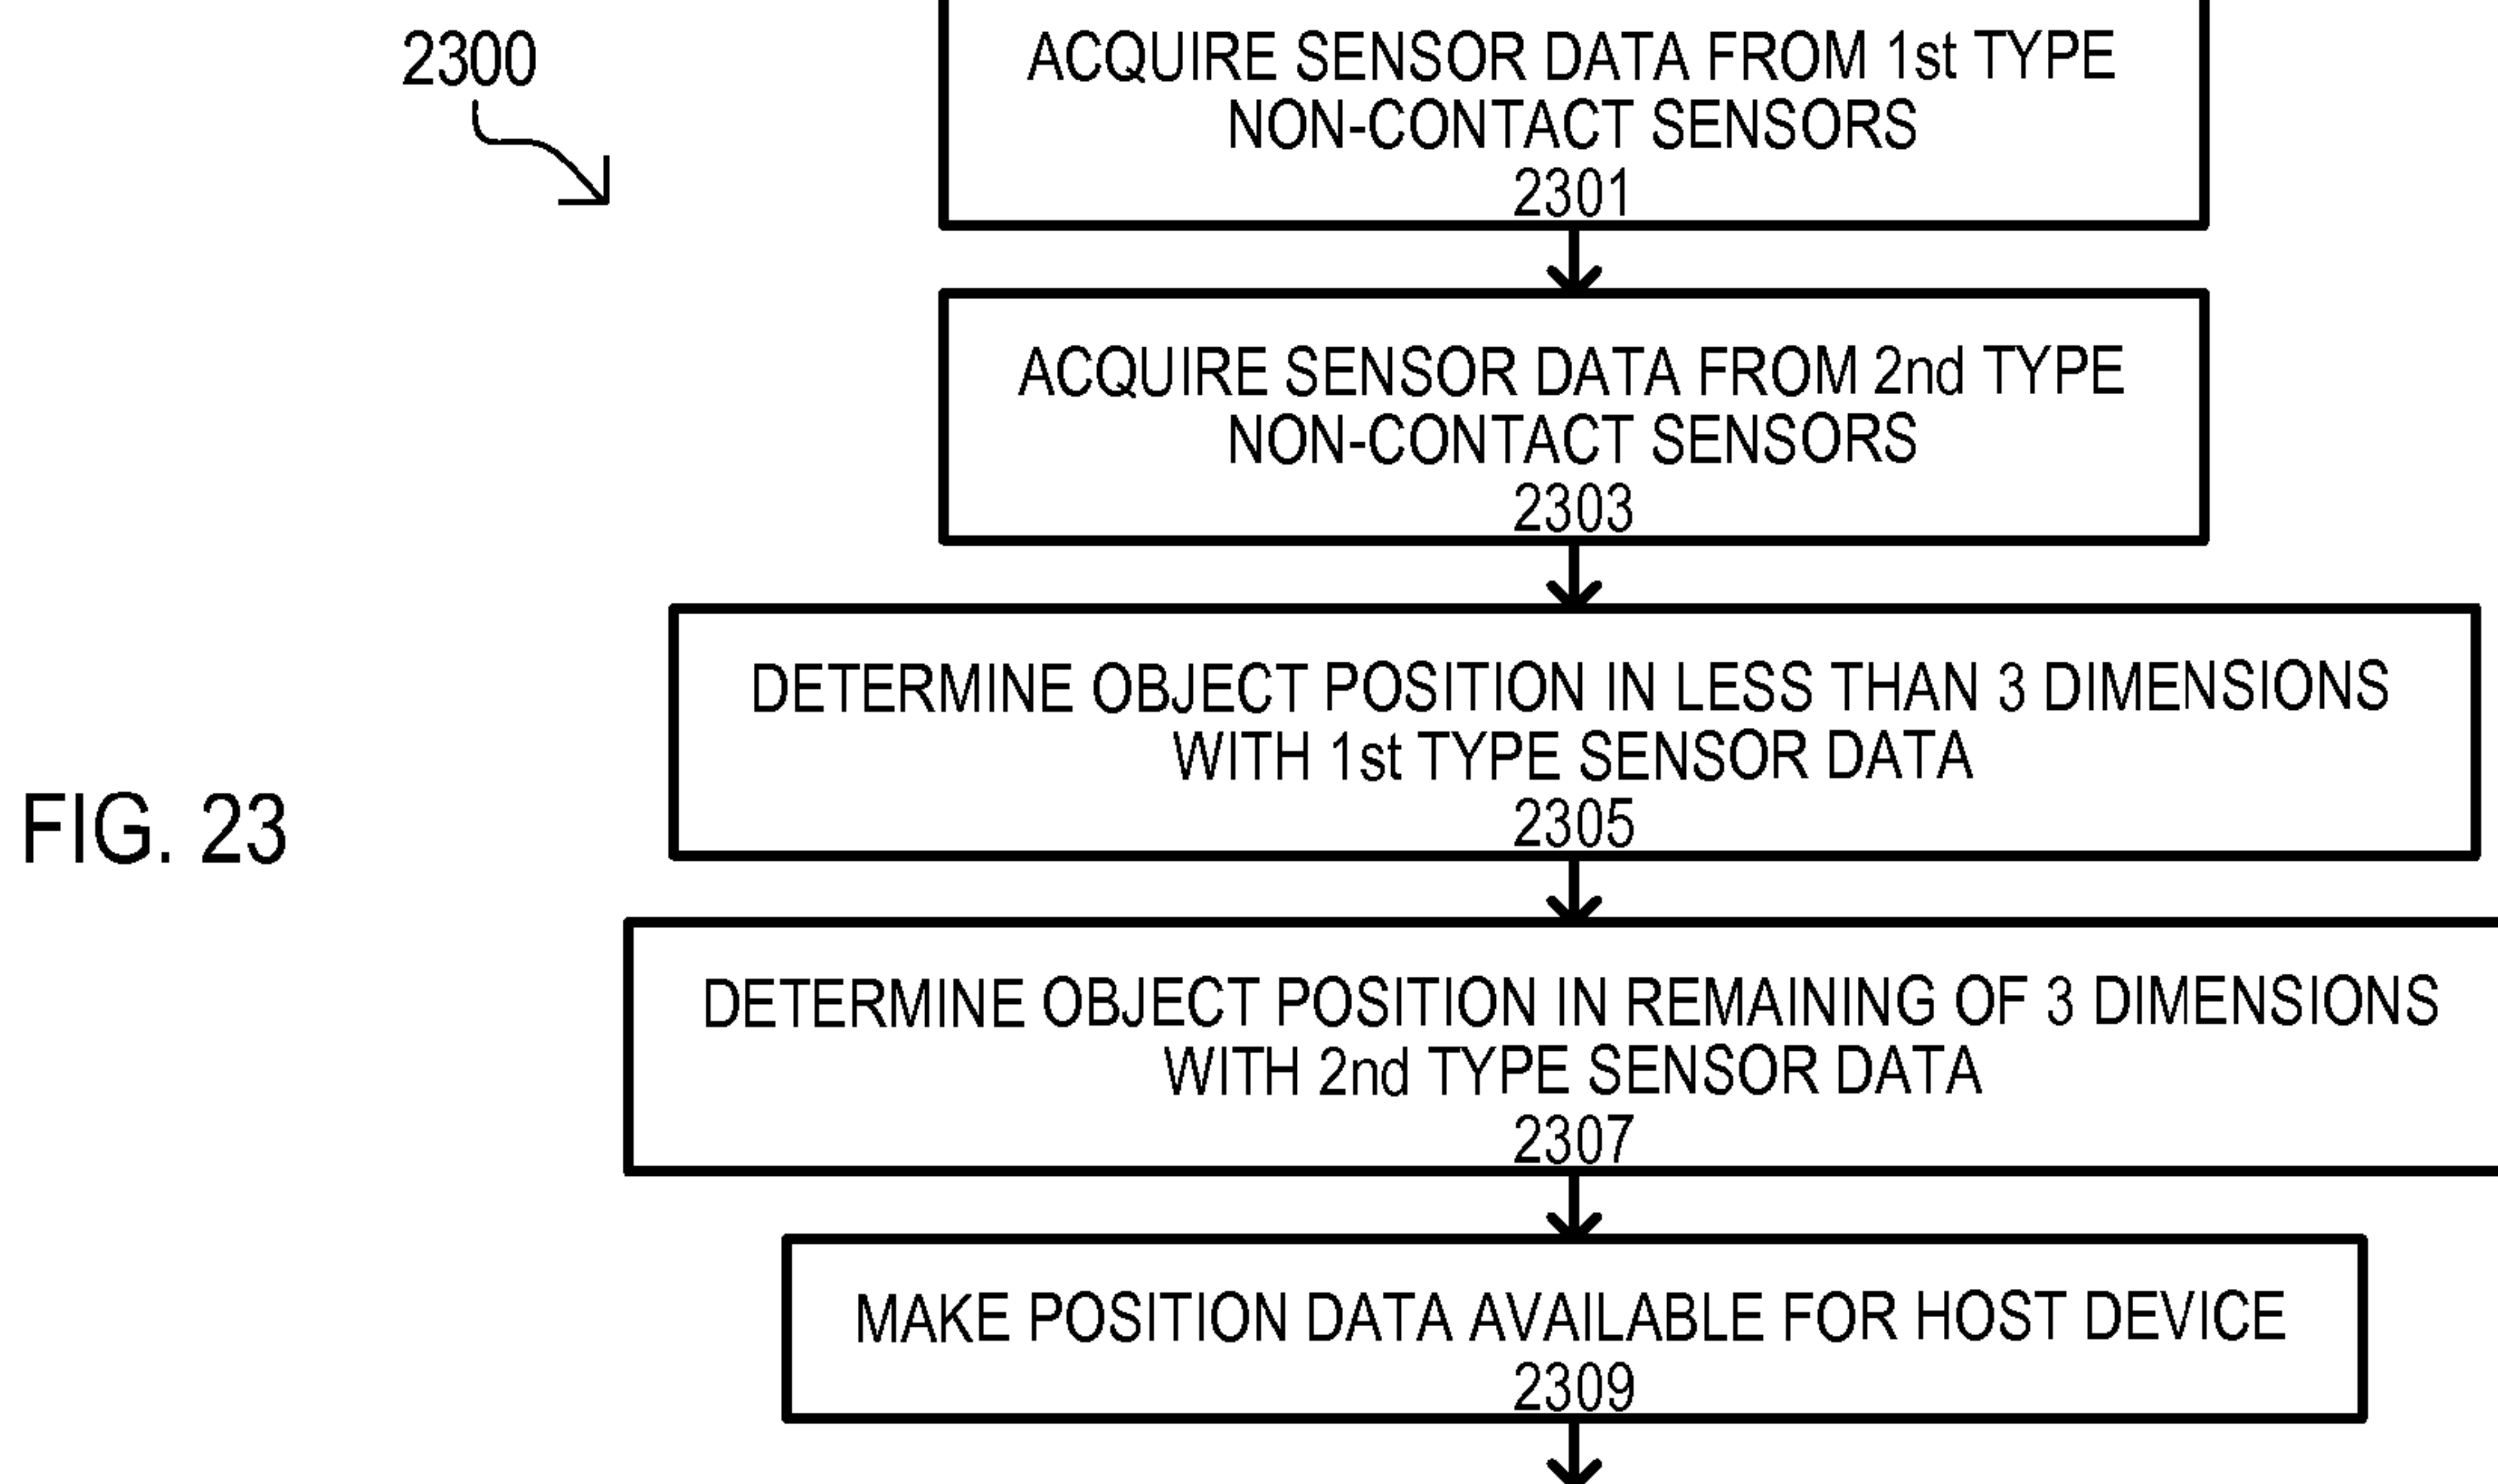 2300
ACQUIRE SENSOR DATA FROM 1st TYPE
NON-CONTACT SENSORS
2301
ACQUIRE SENSOR DATA FROM 2nd TYPE
NON-CONTACT SENSORS
2303
DETERMINE OBJECT POSITION IN LESS THAN 3 DIMENSIONS
WITH 1st TYPE SENSOR DATA
2305
FIG. 23
DETERMINE OBJECT POSITION IN REMAINING OF 3 DIMENSIONS
WITH 2nd TYPE SENSOR DATA
2307
MAKE POSITION DATA AVAILABLE FOR HOST DEVICE
2309